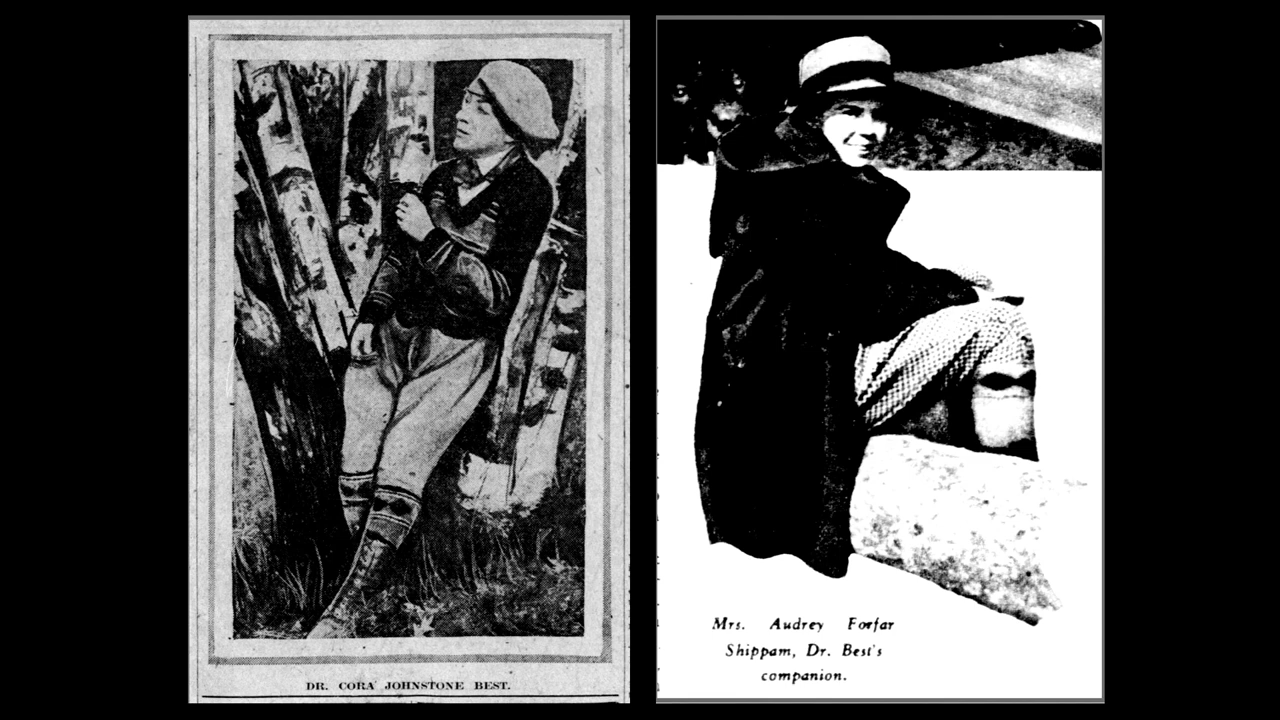 DR. CORA JOHNSTONE BEST.
Mrs. Audrey Forfar
Shippam, Dr. Best's
companion.